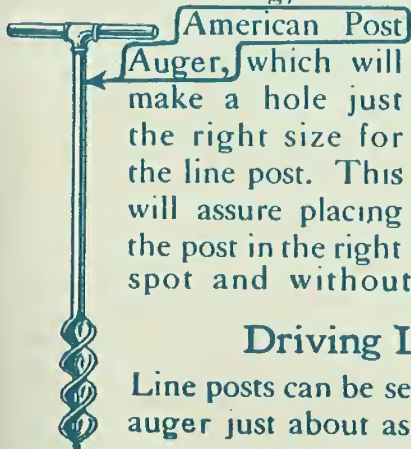 American Post
Auger, which will
make a hole just
the right size for
the line post. This
will assure placing
the post in the right
spot and without
Driving L
Line posts can be se
auger just about as